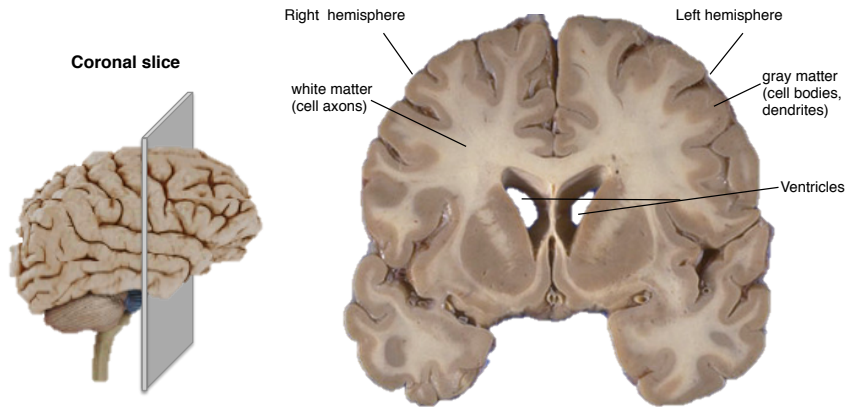 Right hemisphere
Left hemisphere
Coronal slice
white matter
(cell axons)
gray matter
(cell bodies,
dendrites)
Ventricles